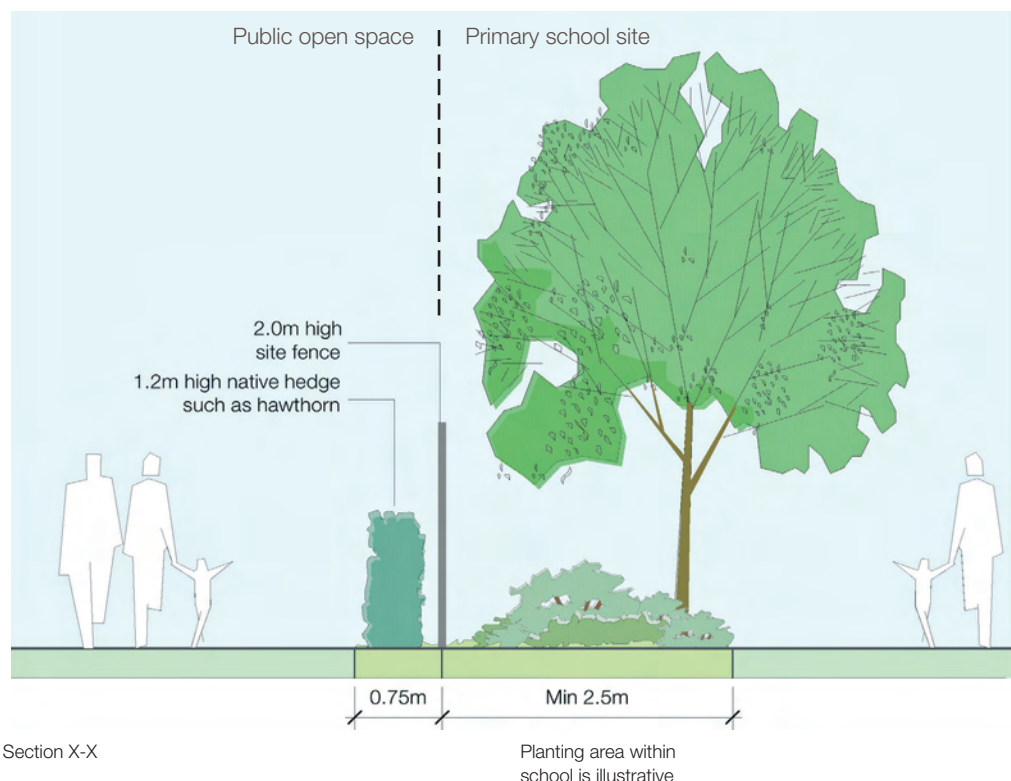 Public open space
Primary school site
2.0m high
site fence
1.2m high native hedge
such as hawthorn
0.75m
Min 2.5m
Section X-X
Planting area within
school is illustrative